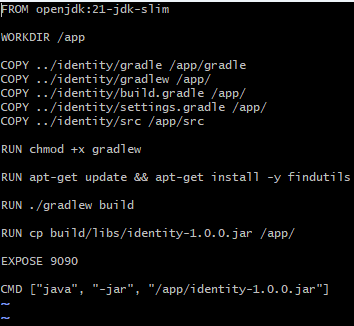 FROM openjdk:21-jdk-slim
WORKDIR /app
COPY ../identity/gradle /app/gradle
COPY ../identity/gradlew /app/
COPY ../identity/build.gradle /app/
COPY ../identity/settings.gradle /app/
COPY ../identity/src /app/src
RUN chmod +x gradlew
RUN apt-get update && apt-get install -y findutils
RUN ./gradlew build
RUN cp build/libs/identity-1.0.0.jar /app/
EXPOSE 9090
CMD ["java", "-jar", "/app/identity-1.0.0.jar"]
~
~